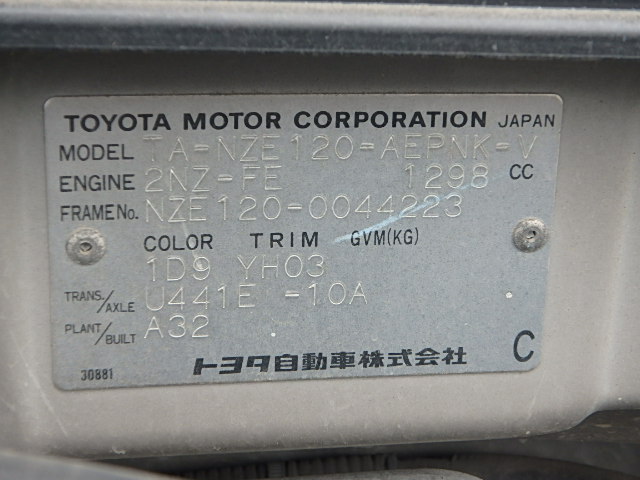 TOYOTA MOTOR CORPORATION JAPAN
MODEL TA-NZE120-AEPNK-V
ENGINE 2NZ-FE 1298 CC
FRAME No. NZE120-0044223
COLOR TRIM GVM(KG)
1D9 YH03
TRANS./AXLE U441E -10A
PLANT/BUILT A32
トヨタ自動車株式会社 C
30881